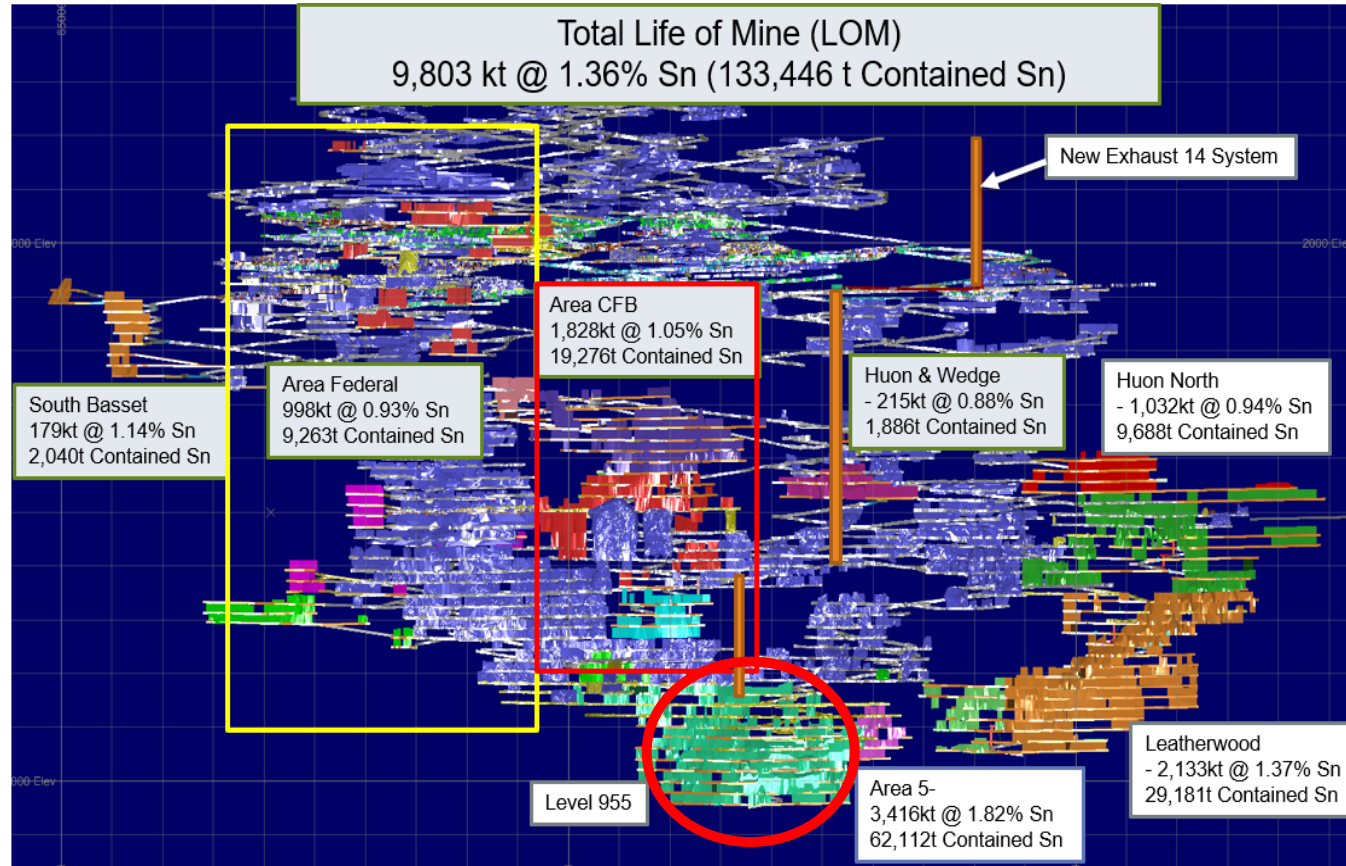 Total Life of Mine (LOM)
9,803 kt @ 1.36% Sn (133,446 t Contained Sn)
New Exhaust 14 System
000 Elev
2000 Ele
Area CFB
1,828kt @ 1.05% Sn
19,276t Contained Sn
South Basset
179kt @ 1.14% Sn
2,040t Contained Sn
Area Federal
998kt @ 0.93% Sn
9,263t Contained Sn
Huon & Wedge
- 215kt @ 0.88% Sn
1,886t Contained Sn
Huon North
- 1,032kt @ 0.94% Sn
9,688t Contained Sn
Leatherwood
- 2,133kt @ 1.37% Sn
29,181t Contained Sn
000 Elev
Level 955
Area 5-
3,416kt @ 1.82% Sn
62,112t Contained Sn